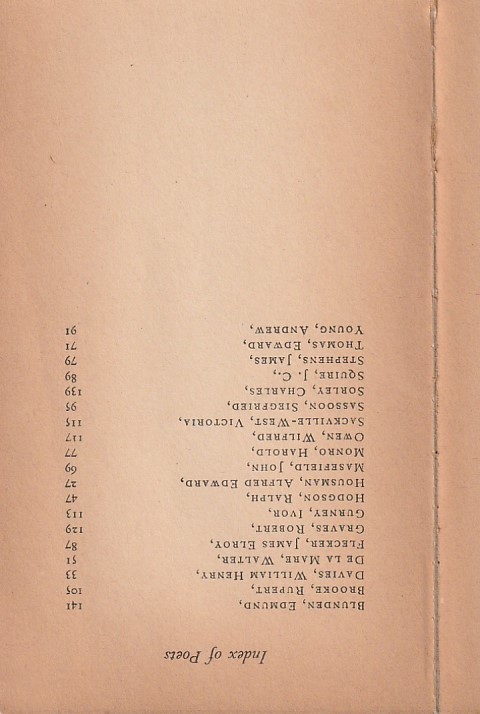 Index of Poets
Blunden, Edmund, 141
Brooke, Rupert, 105
Davies, William Henry, 33
De la Mare, Walter, 51
Flecker, James Elroy, 87
Graves, Robert, 129
Gurney, Ivor, 113
Hodgson, Ralph, 47
Housman, Alfred Edward, 27
Masefield, John, 69
Monro, Harold, 77
Owen, Wilfred, 117
Sackville-West, Victoria, 115
Sassoon, Siegfried, 95
Sorley, Charles, 139
Squire, J. C., 89
Stephens, James, 79
Thomas, Edward, 71
Young, Andrew, 91